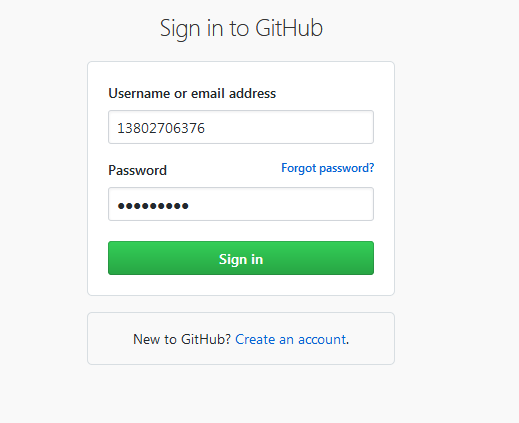 Sign in to GitHub
Username or email address
13802706376
Password Forgot password?
●●●●●●●●●
Sign in
New to GitHub? Create an account.